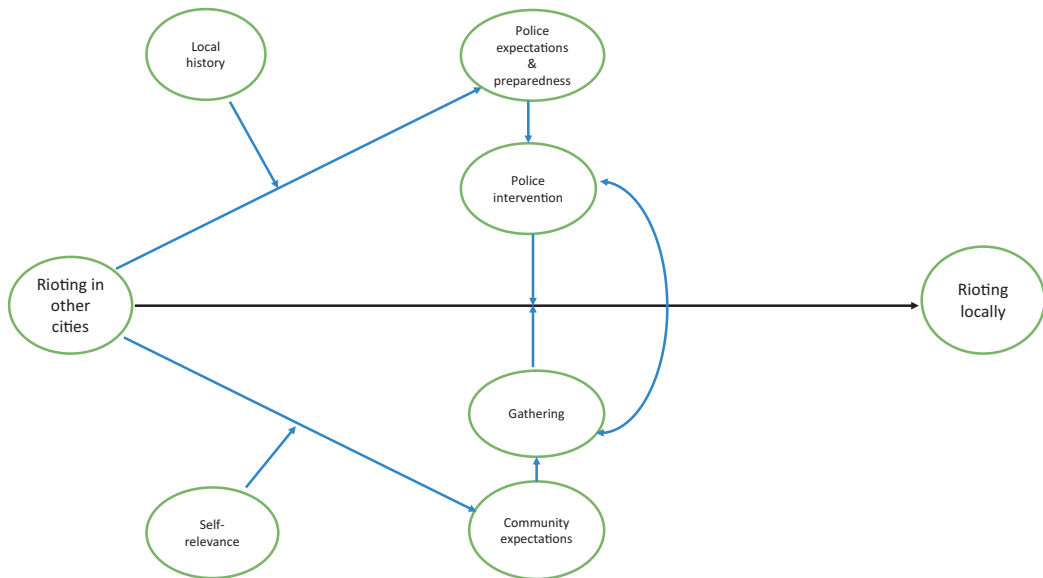 Local
history
Police
expectations
&
preparedness
Police
intervention
Rioting in
other
cities
Rioting
locally
Gathering
Self-
relevance
Community
expectations